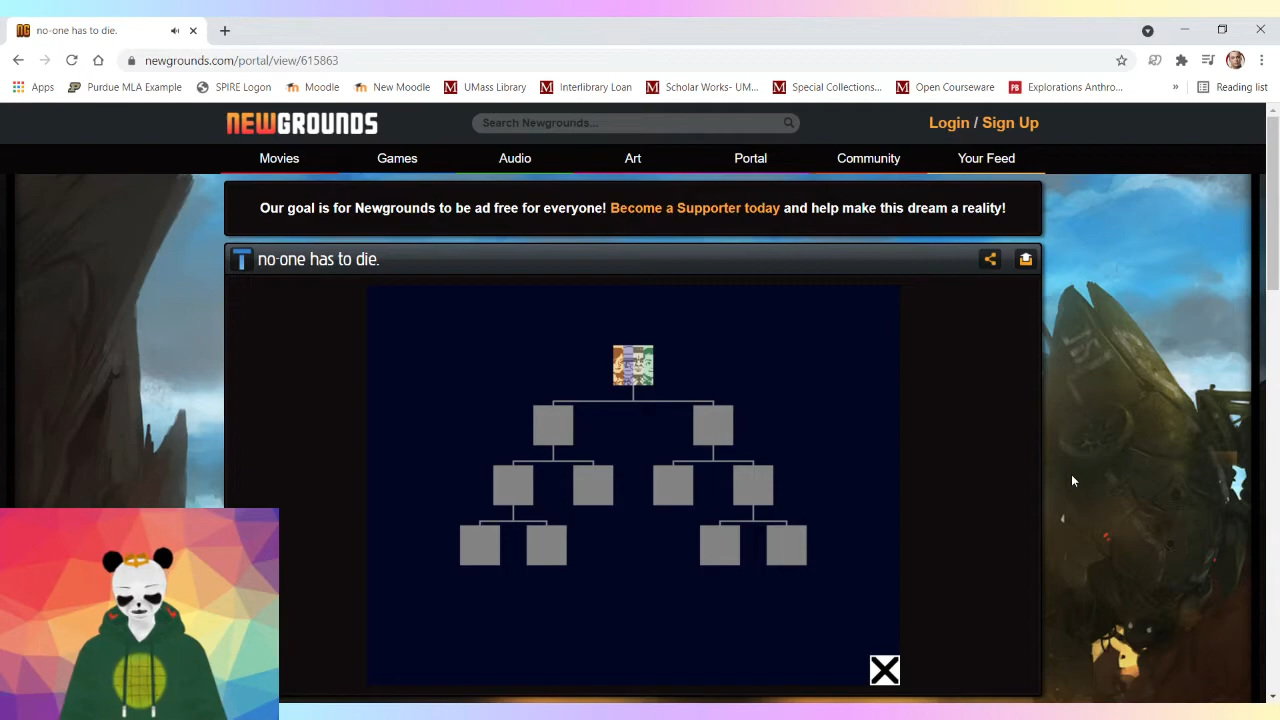 no-one has to die.
newgrounds.com/portal/view/615863
Apps
Purdue MLA Example
SPIRE Logon
Moodle
New Moodle
UMass Library
Interlibrary Loan
Scholar Works - UM...
Special Collections...
Open Courseware
Explorations Anthro...
»
Reading list
NEWGROUNDS
Search Newgrounds...
Login / Sign Up
Movies
Games
Audio
Art
Portal
Community
Your Feed
Our goal is for Newgrounds to be ad free for everyone! Become a Supporter today and help make this dream a reality!
T no-one has to die.